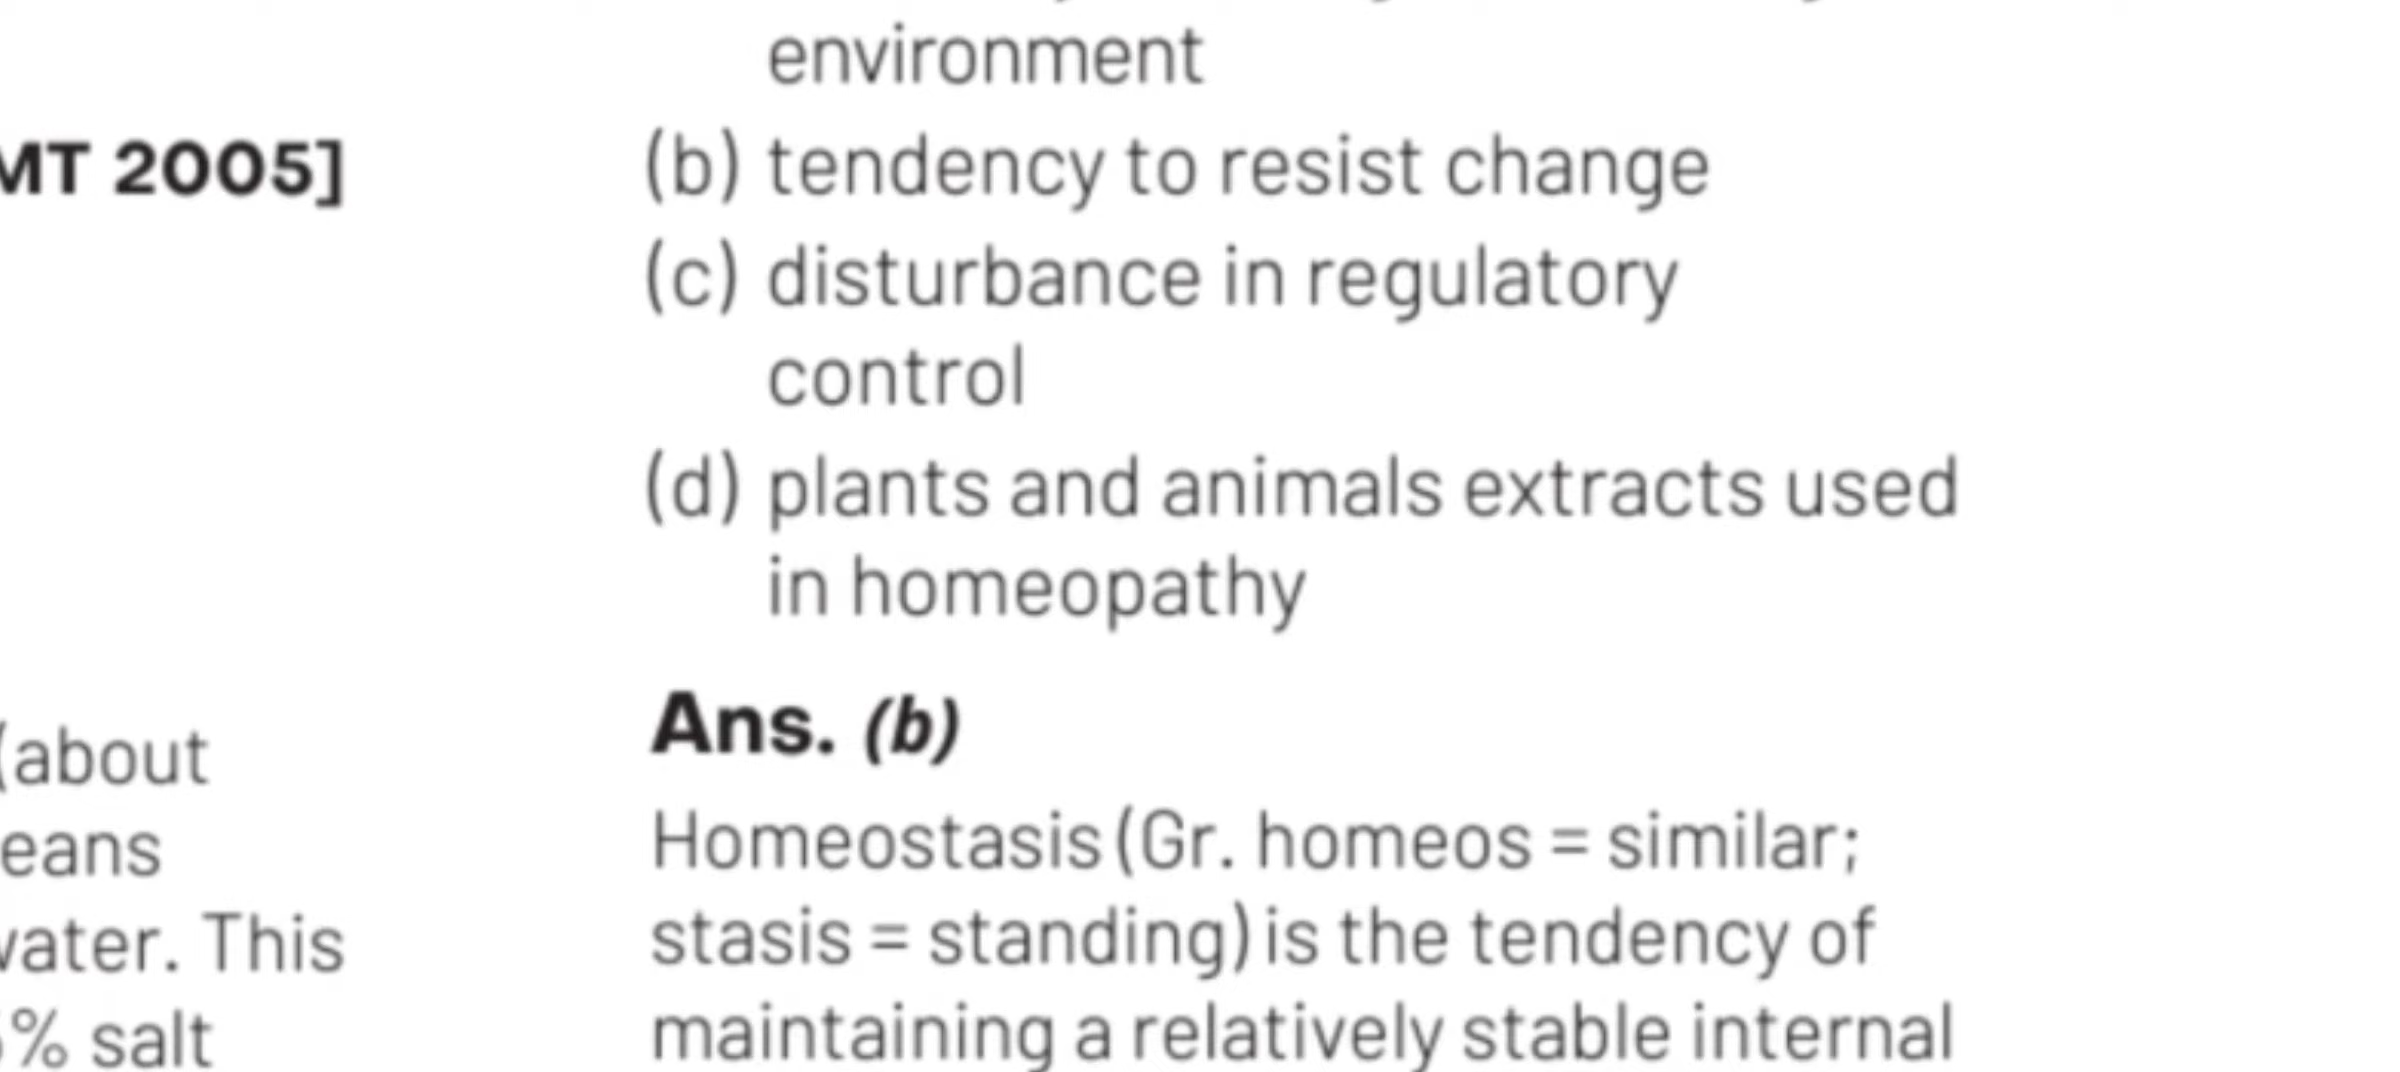 MT 2005]
(about
eans
water. This
% salt
environment
(b) tendency to resist change
(c) disturbance in regulatory
control
(d) plants and animals extracts used
in homeopathy
Ans. (b)
Homeostasis (Gr. homeos = similar;
stasis = standing) is the tendency of
maintaining a relatively stable internal